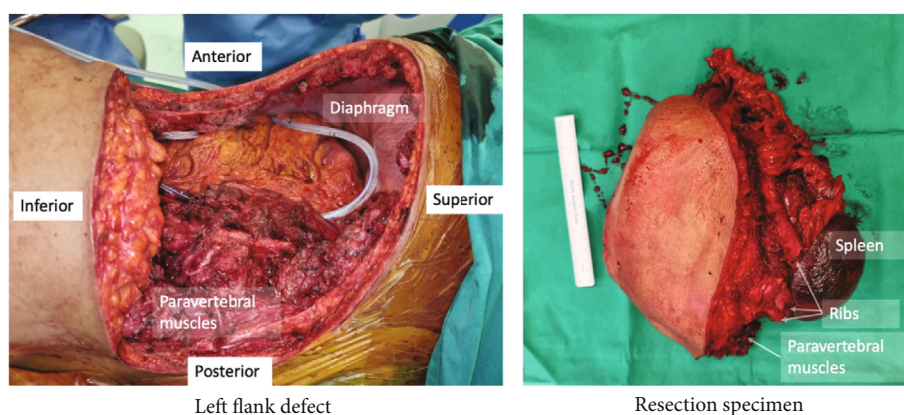 Anterior
Diaphragm
Inferior
Superior
Paravertebral
muscles
Posterior
Left flank defect
Spleen
Ribs
Paravertebral
muscles
Resection specimen